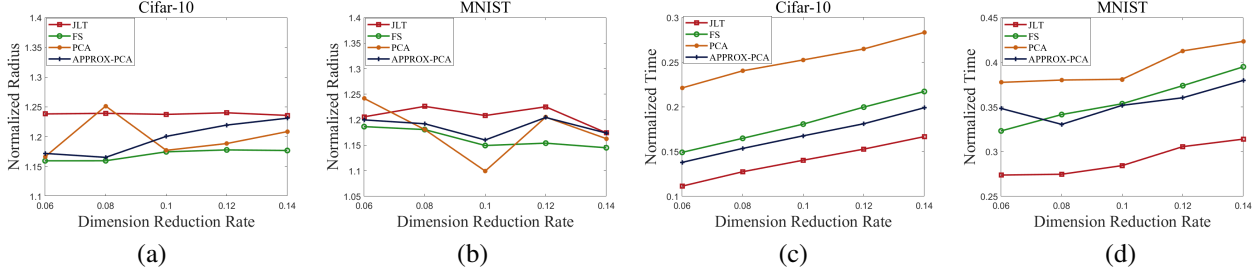 Cifar-10
1.4
1.35
1.3
1.25
1.2
1.15
1.1
0.06
0.08
0.1
0.12
0.14
Normalized Radius
Dimension Reduction Rate
JLT
FS
PCA
APPROX-PCA
(a)
MNIST
1.4
1.35
1.3
1.25
1.2
1.15
1.1
1.05
0.06
0.08
0.1
0.12
0.14
Normalized Radius
Dimension Reduction Rate
JLT
FS
PCA
APPROX-PCA
(b)
Cifar-10
0.3
0.25
0.2
0.15
0.1
0.06
0.08
0.1
0.12
0.14
Normalized Time
Dimension Reduction Rate
JLT
FS
PCA
APPROX-PCA
(c)
MNIST
0.45
0.4
0.35
0.3
0.25
0.06
0.08
0.1
0.12
0.14
Normalized Time
Dimension Reduction Rate
JLT
FS
PCA
APPROX-PCA
(d)